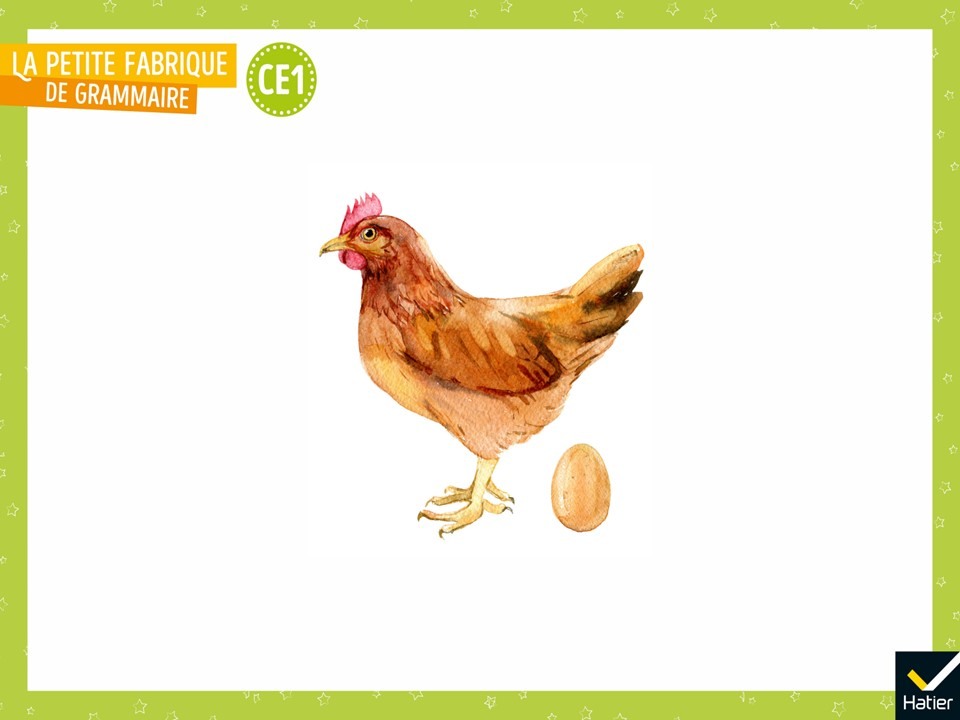 LA PETITE FABRIQUE
DE GRAMMAIRE
CE1
Hatier